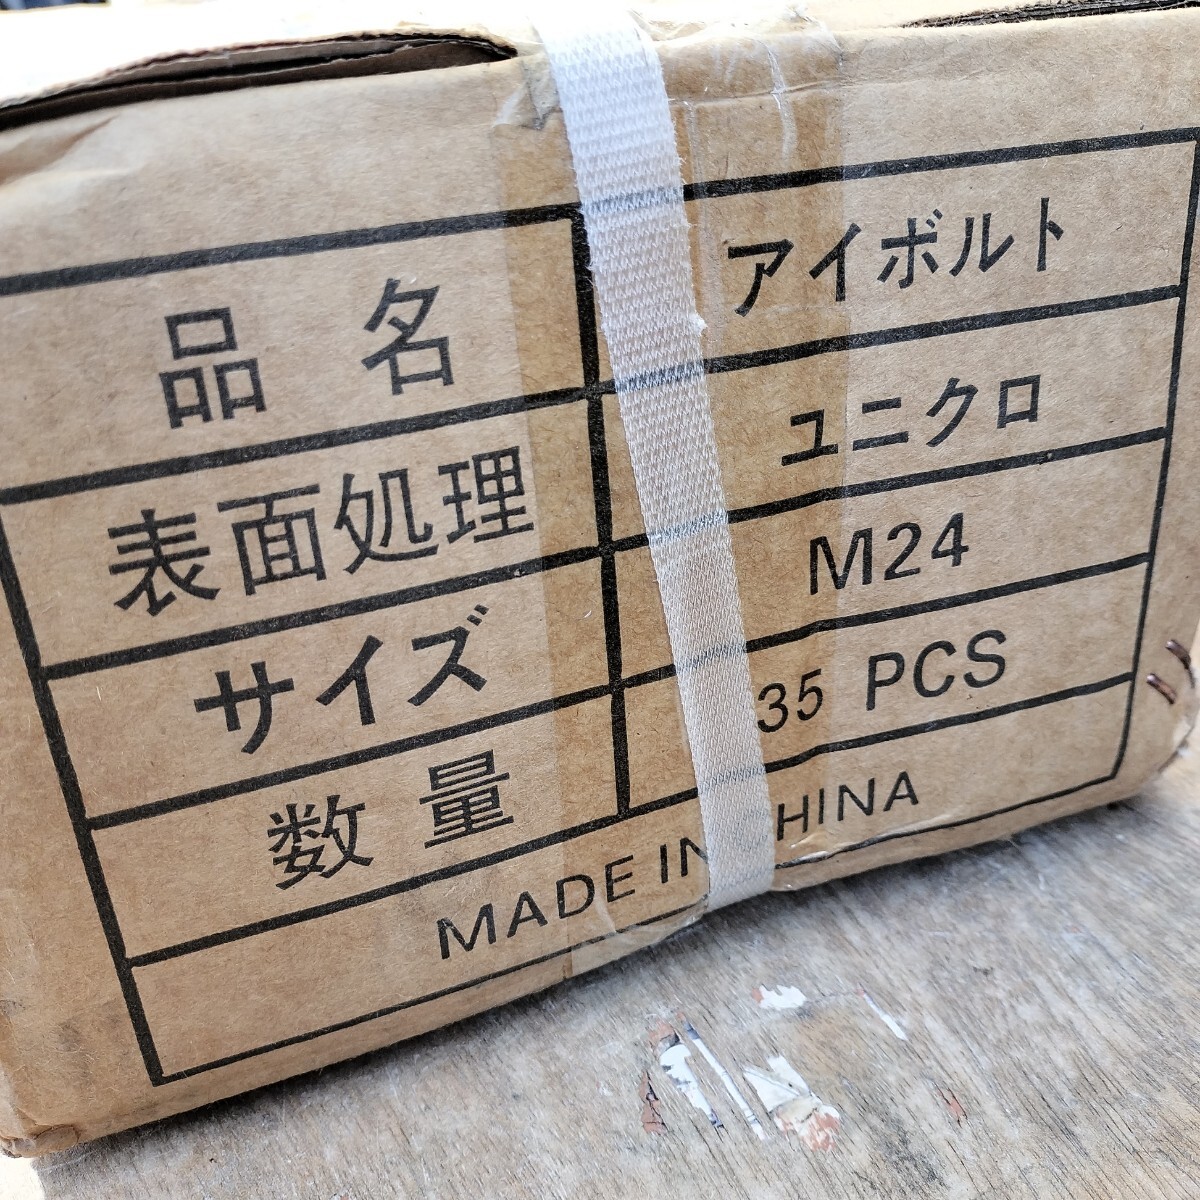 品名 アイボルト
表面処理 ユニクロ
サイズ M24
数量 35 PCS
MADE IN CHINA